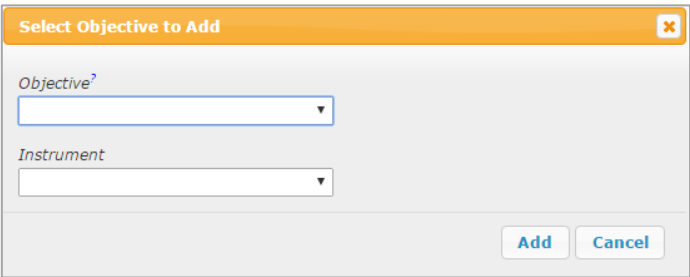 Select Objective to Add
Objective?
Instrument
Add Cancel